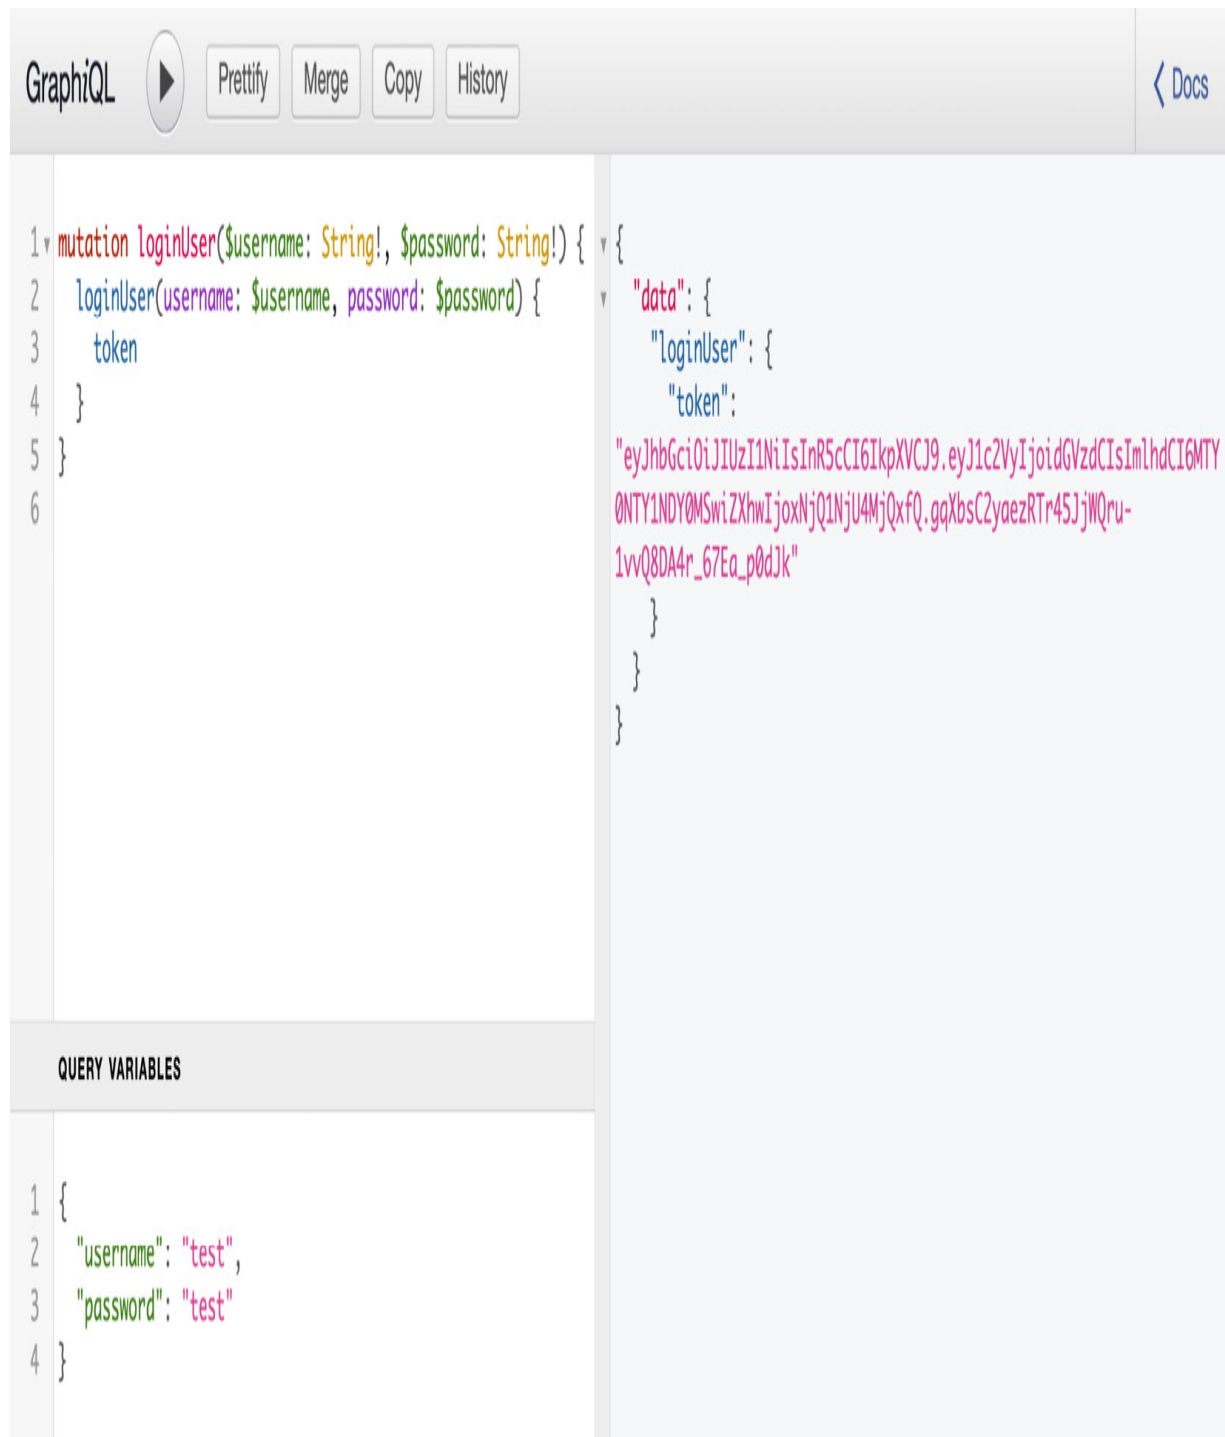 GraphiQL Prettify Merge Copy History < Docs
1 mutation loginUser($username: String!, $password: String!) {
2 loginUser(username: $username, password: $password) {
3 token
4 }
5 }
6
{
"data": {
"loginUser": {
"token":
"eyJhbGciOiJIUzI1NiIsInR5cCI6IkpXVCJ9.eyJ1c2VyIjoidGVzdCIsImlhdCI6MTY
0NTY1NDY0MSwiZXhwIjoxNjQ1NjU4MjQxfQ.gqXbsC2yaezRTr45JjWQru-
1vvQ8DA4r_67Ea_p0dJk"
}
}
}
QUERY VARIABLES
1 {
2 "username": "test",
3 "password": "test"
4 }